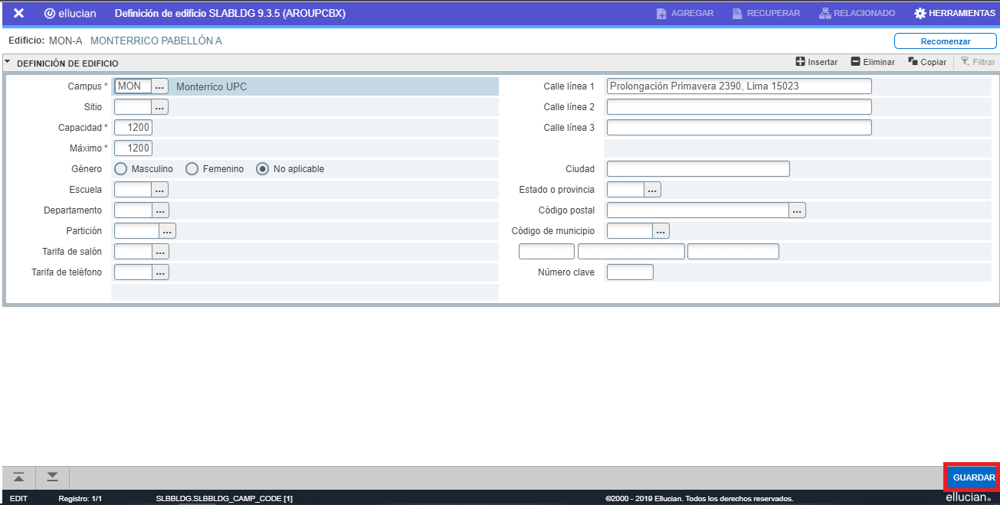 ellucian Definición de edificio SLABLDG 9.3.5 (AROUPCBX) AGREGAR RECUPERAR RELACIONADO HERRAMIENTAS
Edificio: MON-A MONTERRICO PABELLÓN A Recomenzar
DEFINICIÓN DE EDIFICIO Insertar Eliminar Copiar Filtrar
Campus * MON ... Monterrico UPC Calle línea 1 Prolongación Primavera 2390, Lima 15023
Sitio ... Calle línea 2
Capacidad * 1200 Calle línea 3
Máximo * 1200
Género Masculino Femenino No aplicable Ciudad
Escuela ... Estado o provincia ...
Departamento ... Código postal ...
Partición ... Código de municipio ...
Tarifa de salón ...
Tarifa de teléfono ... Número clave
GUARDAR
EDIT Registro: 1/1 SLBBLDG.SLBBLDG_CAMP_CODE [1] ©2000 - 2019 Ellucian. Todos los derechos reservados. ellucian